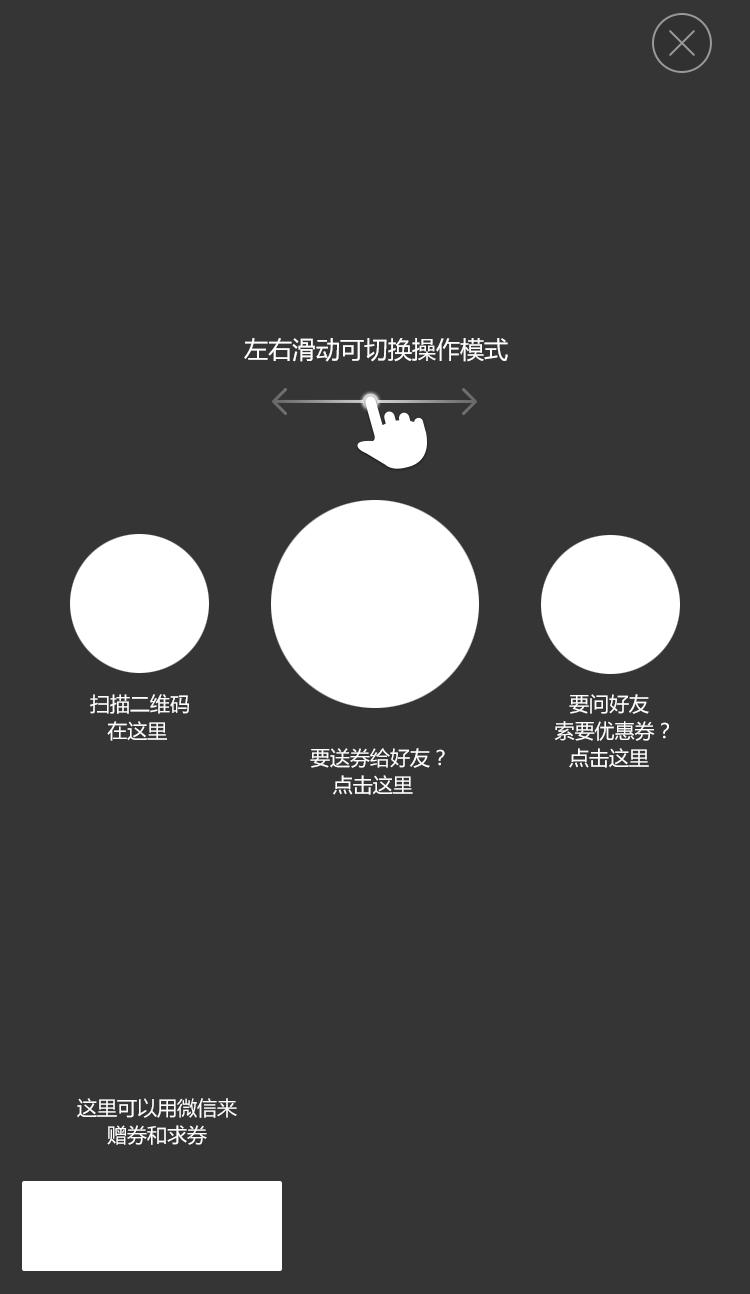 左右滑动可切换操作模式
扫描二维码
在这里
要送券给好友？
点击这里
要问好友
索要优惠券？
点击这里
这里可以用微信来
赠券和求券